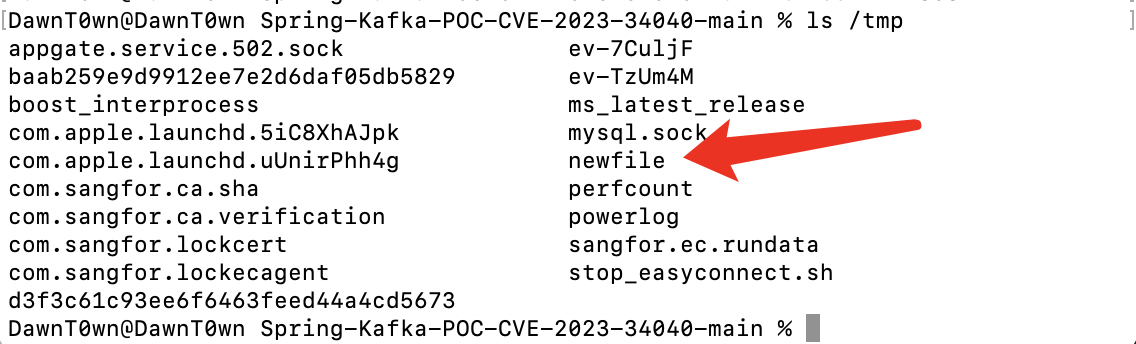 [DawnT0wn@DawnT0wn Spring-Kafka-POC-CVE-2023-34040-main % ls /tmp ]
appgate.service.502.sock ev-7CuljF
baab259e9d9912ee7e2d6daf05db5829 ev-TzUm4M
boost_interprocess ms_latest_release
com.apple.launchd.5iC8XhAJpk mysql.sock
com.apple.launchd.uUnirPhh4g newfile
com.sangfor.ca.sha perfcount
com.sangfor.ca.verification powerlog
com.sangfor.lockcert sangfor.ec.rundata
com.sangfor.lockecagent stop_easyconnect.sh
d3f3c61c93ee6f6463feed44a4cd5673
DawnT0wn@DawnT0wn Spring-Kafka-POC-CVE-2023-34040-main %